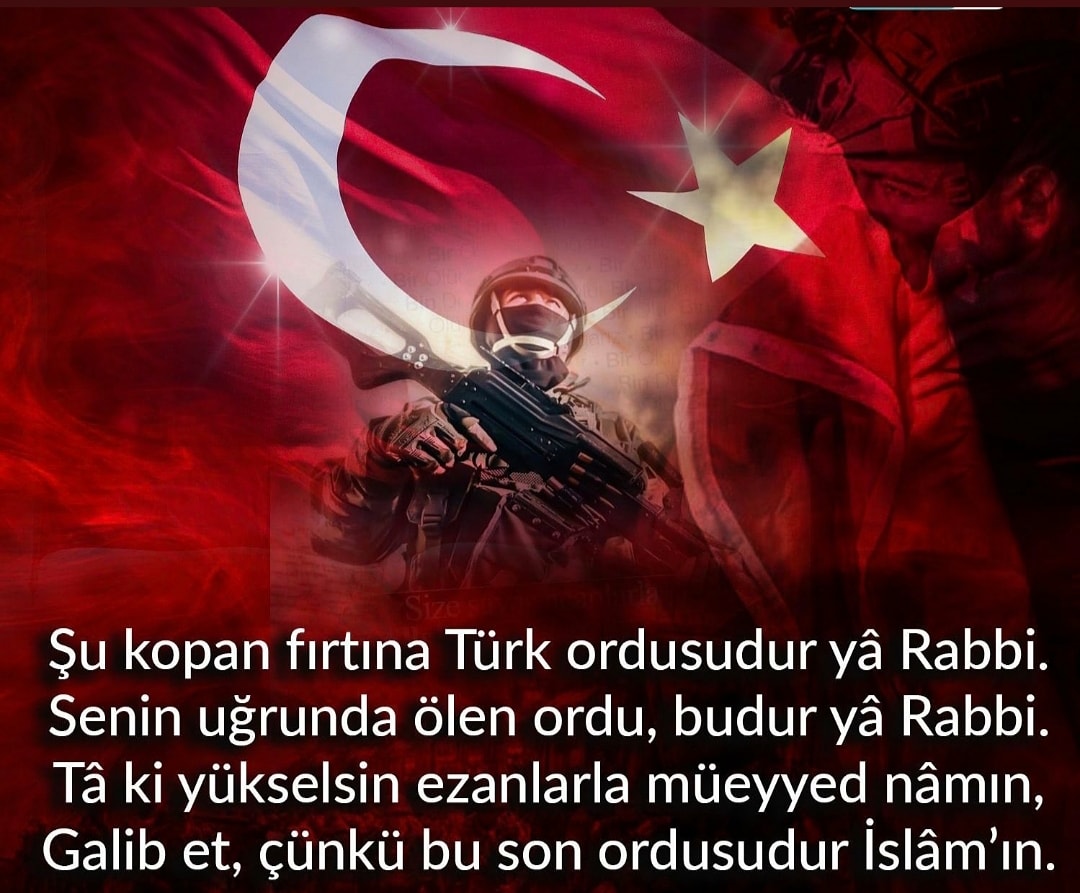 Şu kopan fırtına Türk ordusudur yâ Rabbi.
Senin uğrunda ölen ordu, budur yâ Rabbi.
Tâ ki yükselsin ezanlarla müeyyed nâmın,
Galib et, çünkü bu son ordusudur İslâm’ın.